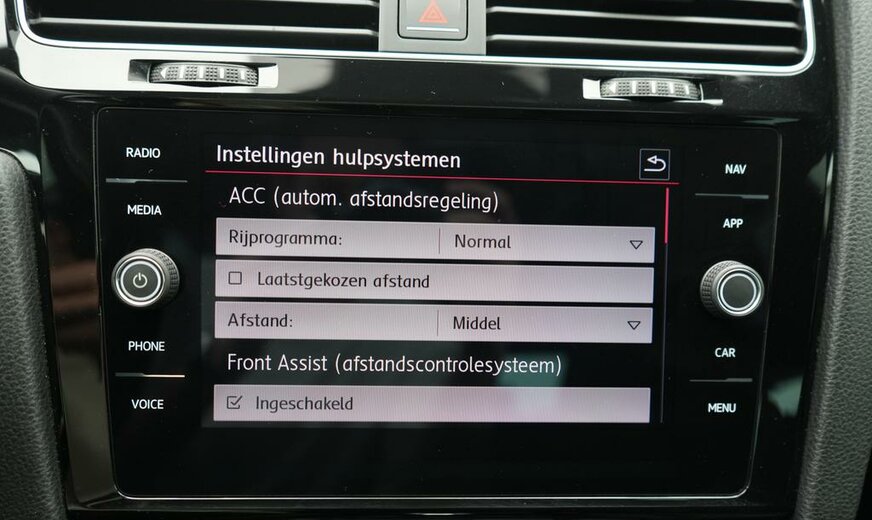 RADIO
MEDIA
PHONE
VOICE
Instellingen hulpsystemen
ACC (autom. afstandsregeling)
Rijprogramma: Normal
Laatstgekozen afstand
Afstand: Middel
Front Assist (afstandscontrolesysteem)
Ingeschakeld
NAV
APP
CAR
MENU